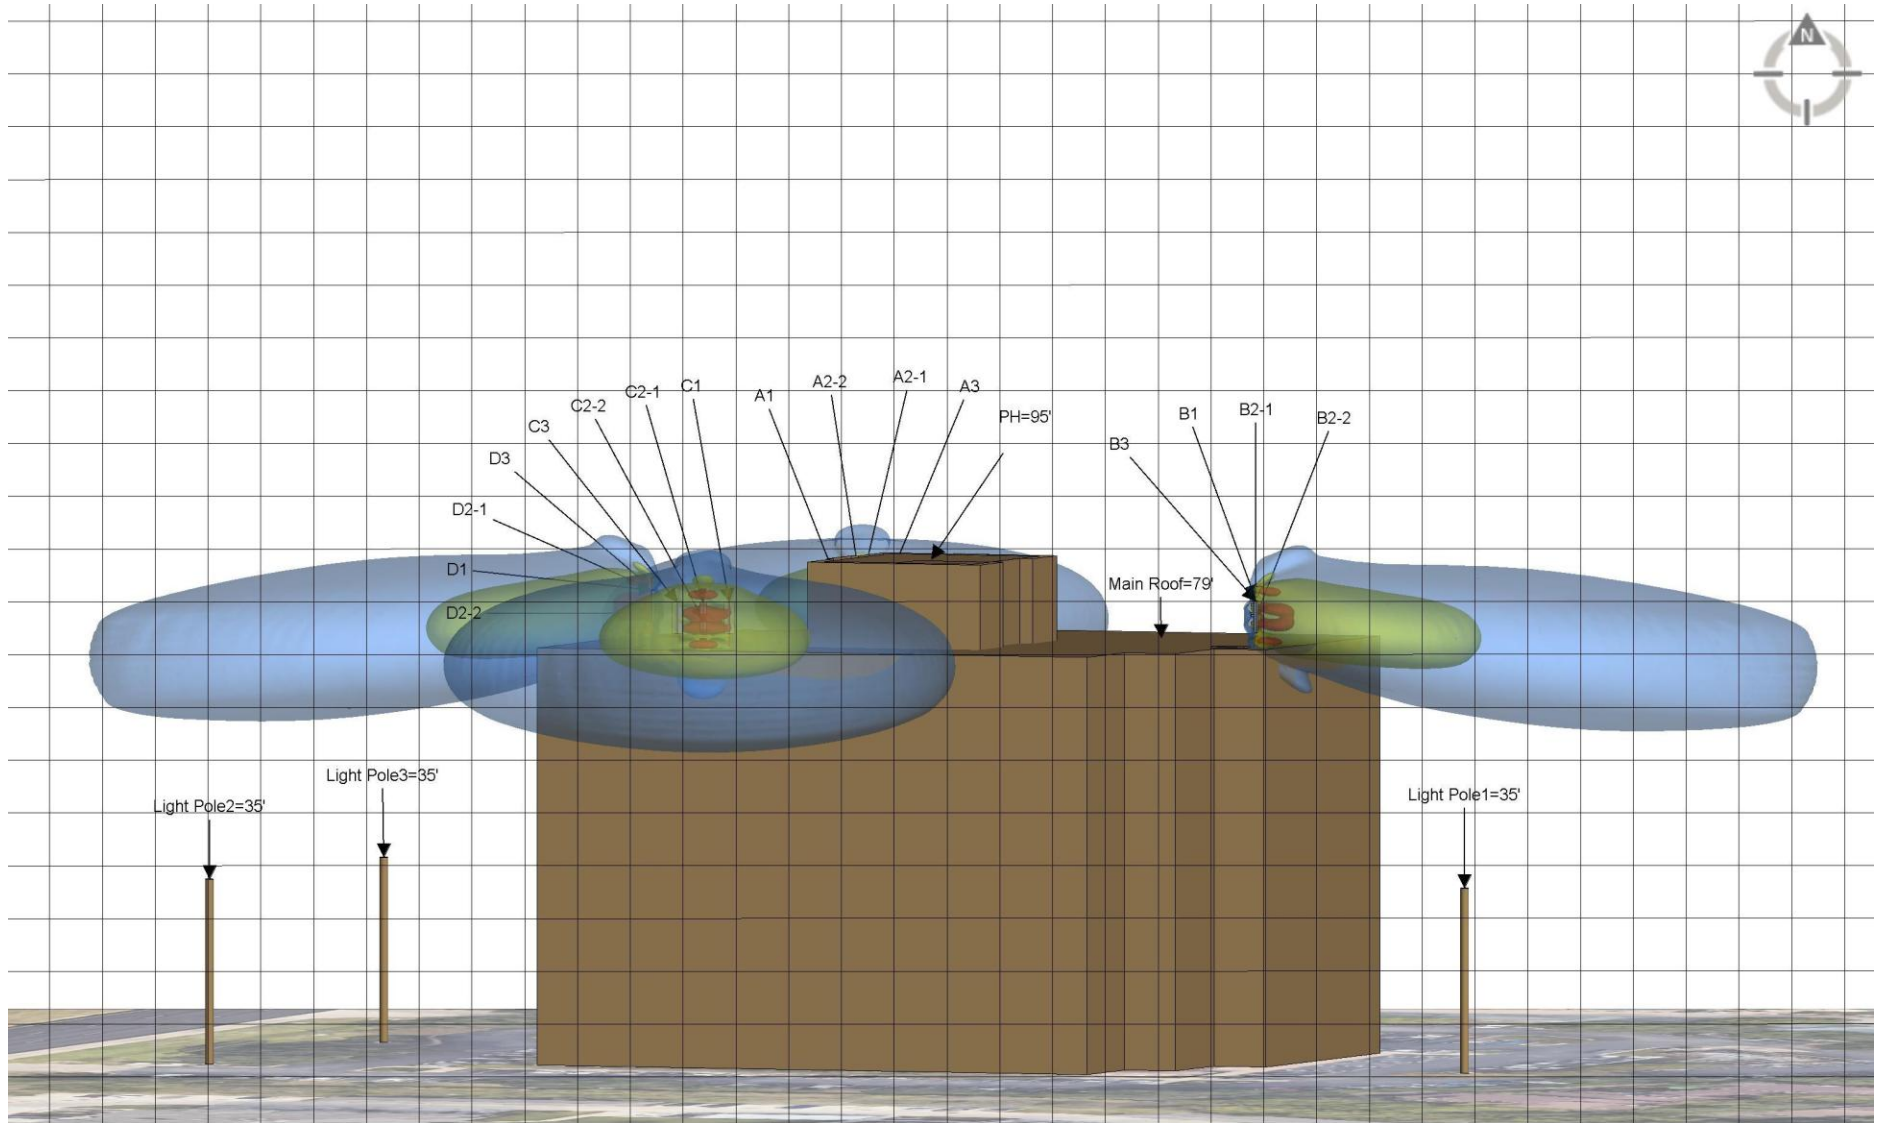 N
A2-2
A2-1
C2-1
C1
A1
A3
C2-2
C3
PH=95'
B1
B2-1
B2-2
B3
D3
D2-1
D1
D2-2
Main Roof=79'
Light Pole3=35'
Light Pole2=35'
Light Pole1=35'